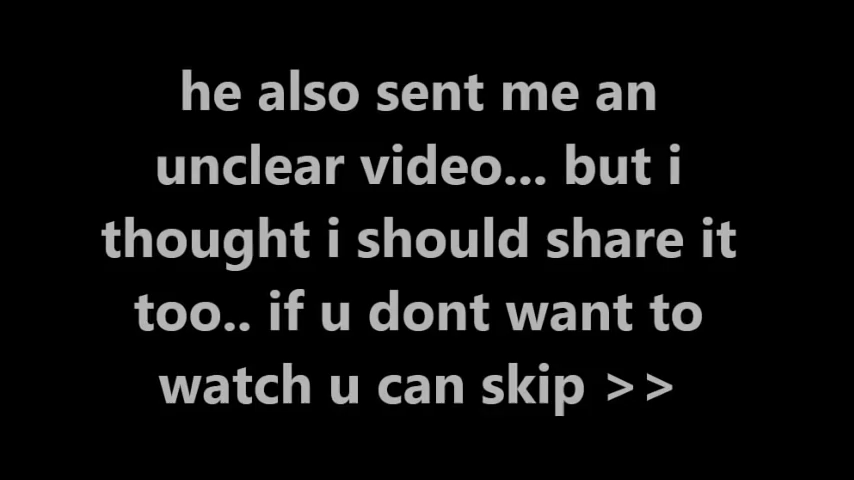 he also sent me an
unclear video... but i
thought i should share it
too.. if u dont want to
watch u can skip >>